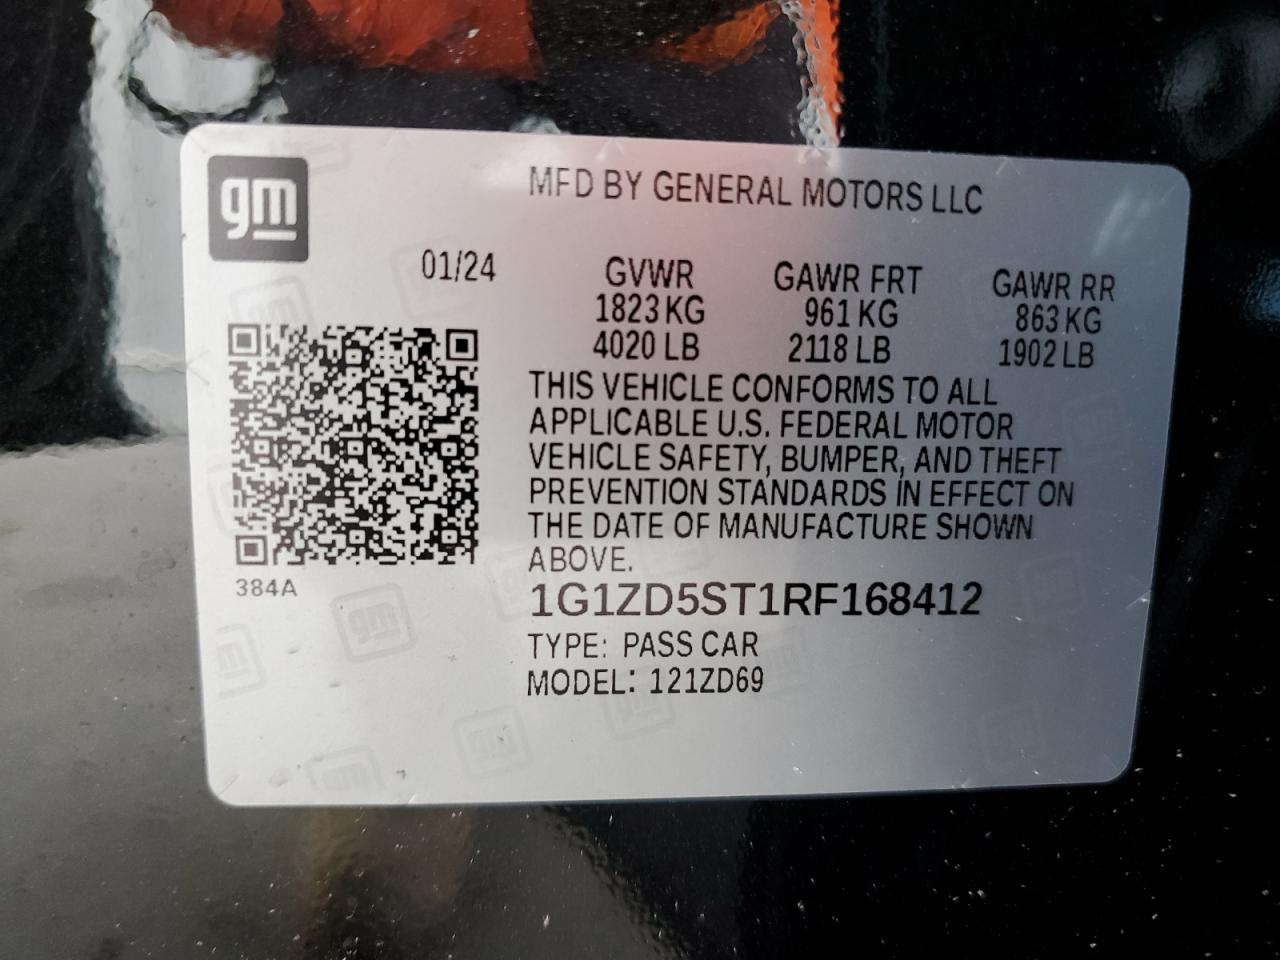 gm
MFD BY GENERAL MOTORS LLC
01/24
GVWR GAWR FRT GAWR RR
1823 KG 961 KG 863 KG
4020 LB 2118 LB 1902 LB
THIS VEHICLE CONFORMS TO ALL
APPLICABLE U.S. FEDERAL MOTOR
VEHICLE SAFETY, BUMPER, AND THEFT
PREVENTION STANDARDS IN EFFECT ON
THE DATE OF MANUFACTURE SHOWN
ABOVE.
384A
1G1ZD5ST1RF168412
TYPE: PASS CAR
MODEL: 121ZD69